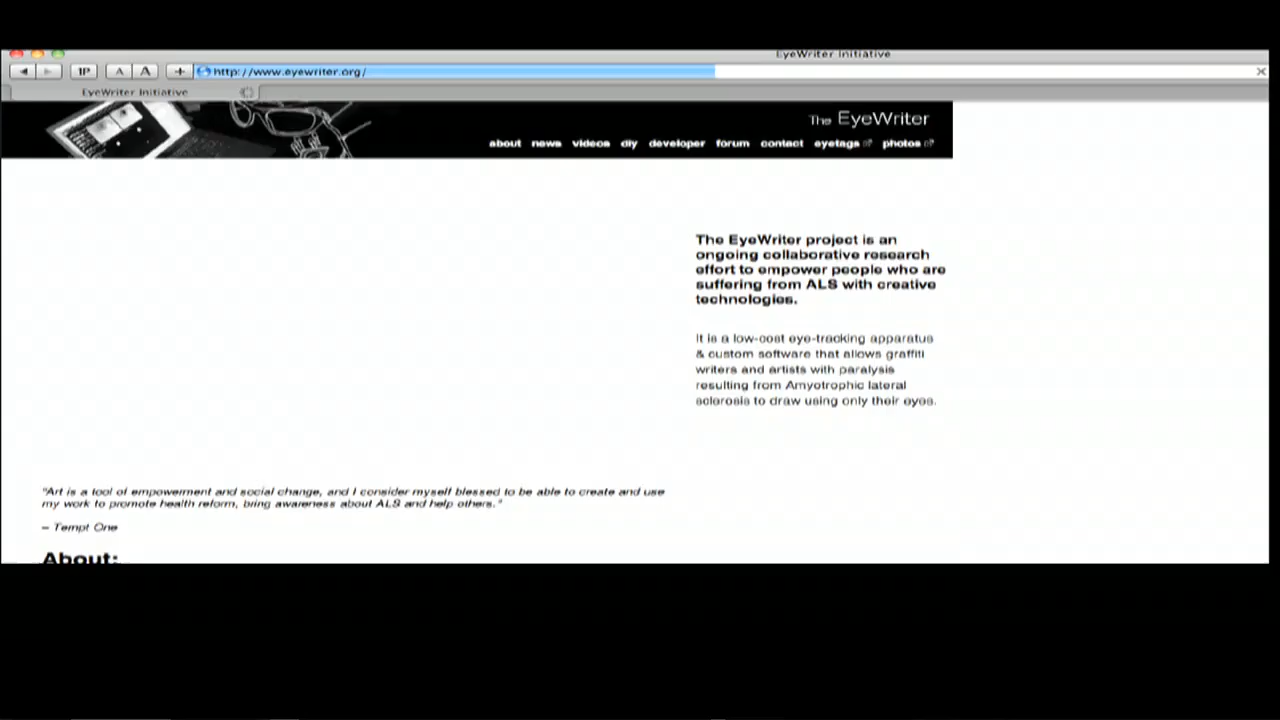 EyeWriter Initiative
1P A A + http://www.eyewriter.org/
EyeWriter Initiative
The EyeWriter
about news videos diy developer forum contact eyetags photos
The EyeWriter project is an
ongoing collaborative research
effort to empower people who are
suffering from ALS with creative
technologies.
It is a low-cost eye-tracking apparatus
& custom software that allows graffiti
writers and artists with paralysis
resulting from Amyotrophic lateral
sclerosis to draw using only their eyes.
"Art is a tool of empowerment and social change, and I consider myself blessed to be able to create and use
my work to promote health reform, bring awareness about ALS and help others."
– Tempt One
About: